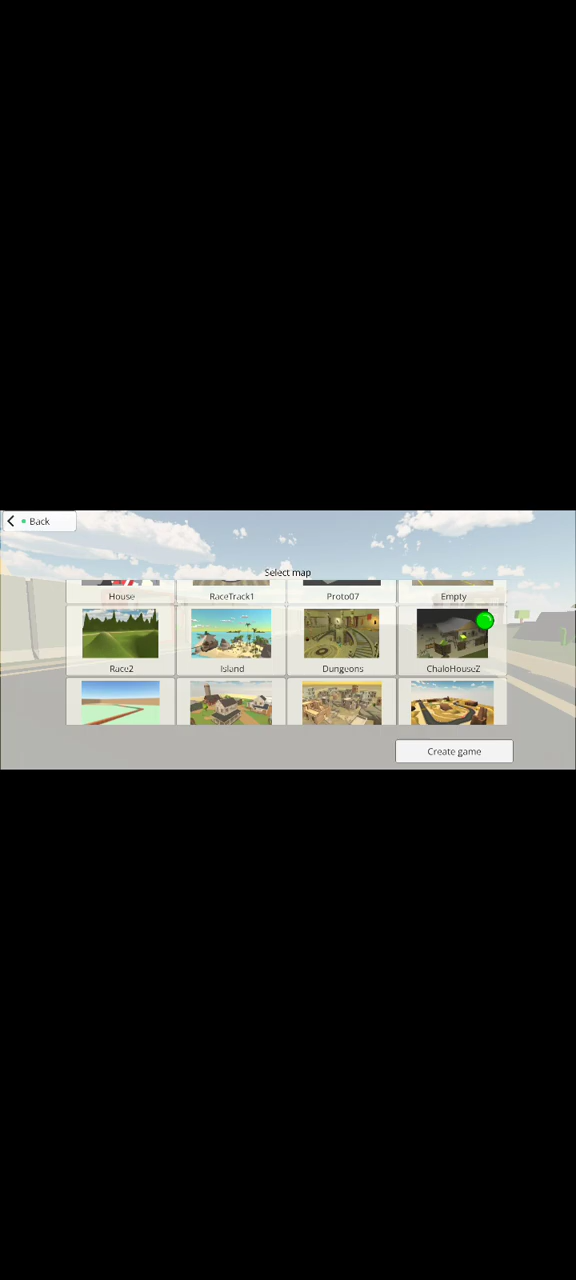 Back
Select map
House
RaceTrack1
Proto07
Empty
Race2
Island
Dungeons
ChaloHouseZ
Create game